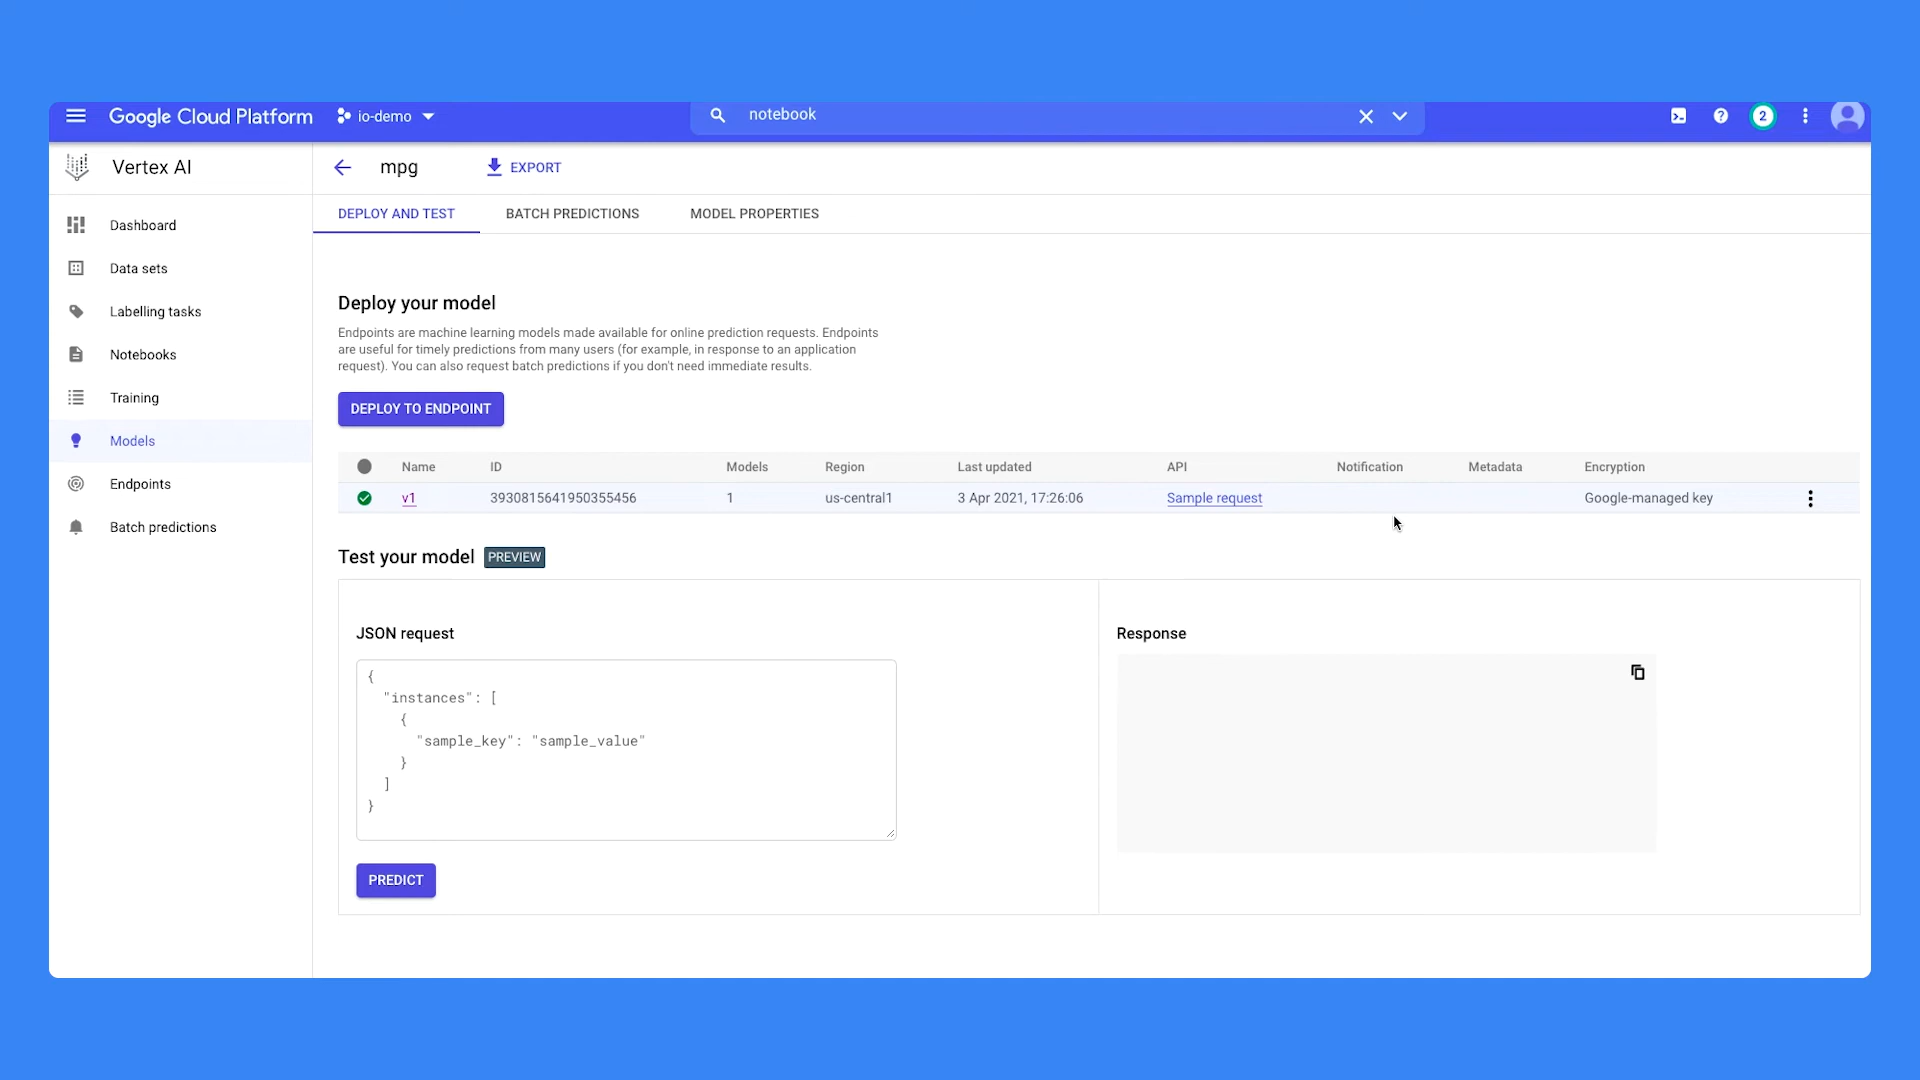 Google Cloud Platform
io-demo
notebook
2
Vertex AI
mpg
EXPORT
DEPLOY AND TEST
BATCH PREDICTIONS
MODEL PROPERTIES
Dashboard
Data sets
Labelling tasks
Notebooks
Training
Models
Endpoints
Batch predictions
Deploy your model
Endpoints are machine learning models made available for online prediction requests. Endpoints
are useful for timely predictions from many users (for example, in response to an application
request). You can also request batch predictions if you don't need immediate results.
DEPLOY TO ENDPOINT
Name ID Models Region Last updated API Notification Metadata Encryption
v1 3930815641950355456 1 us-central1 3 Apr 2021, 17:26:06 Sample request Google-managed key
Test your model PREVIEW
JSON request
{
"instances": [
{
"sample_key": "sample_value"
}
]
}
PREDICT
Response